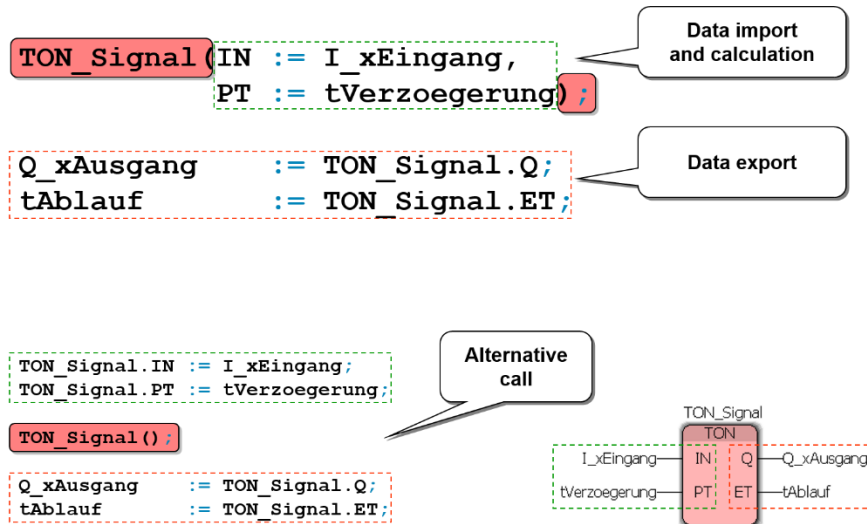 TON_Signal(IN := I_xEingang,
PT := tVerzoegerung);
Data import
and calculation
Q_xAusgang := TON_Signal.Q;
tAblauf := TON_Signal.ET;
Data export
TON_Signal.IN := I_xEingang;
TON_Signal.PT := tVerzoegerung;
Alternative
call
TON_Signal();
Q_xAusgang := TON_Signal.Q;
tAblauf := TON_Signal.ET;
TON_Signal
TON
I_xEingang IN Q Q_xAusgang
tVerzoegerung PT ET tAblauf